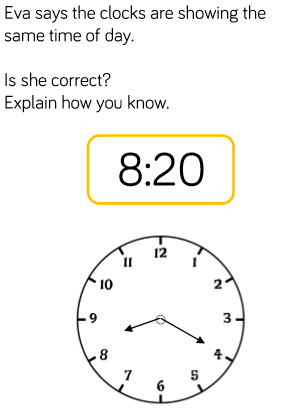 Eva says the clocks are showing the
same time of day.
Is she correct?
Explain how you know.
8:20
12
11 1
10 2
9 3
8 4
7 5
6